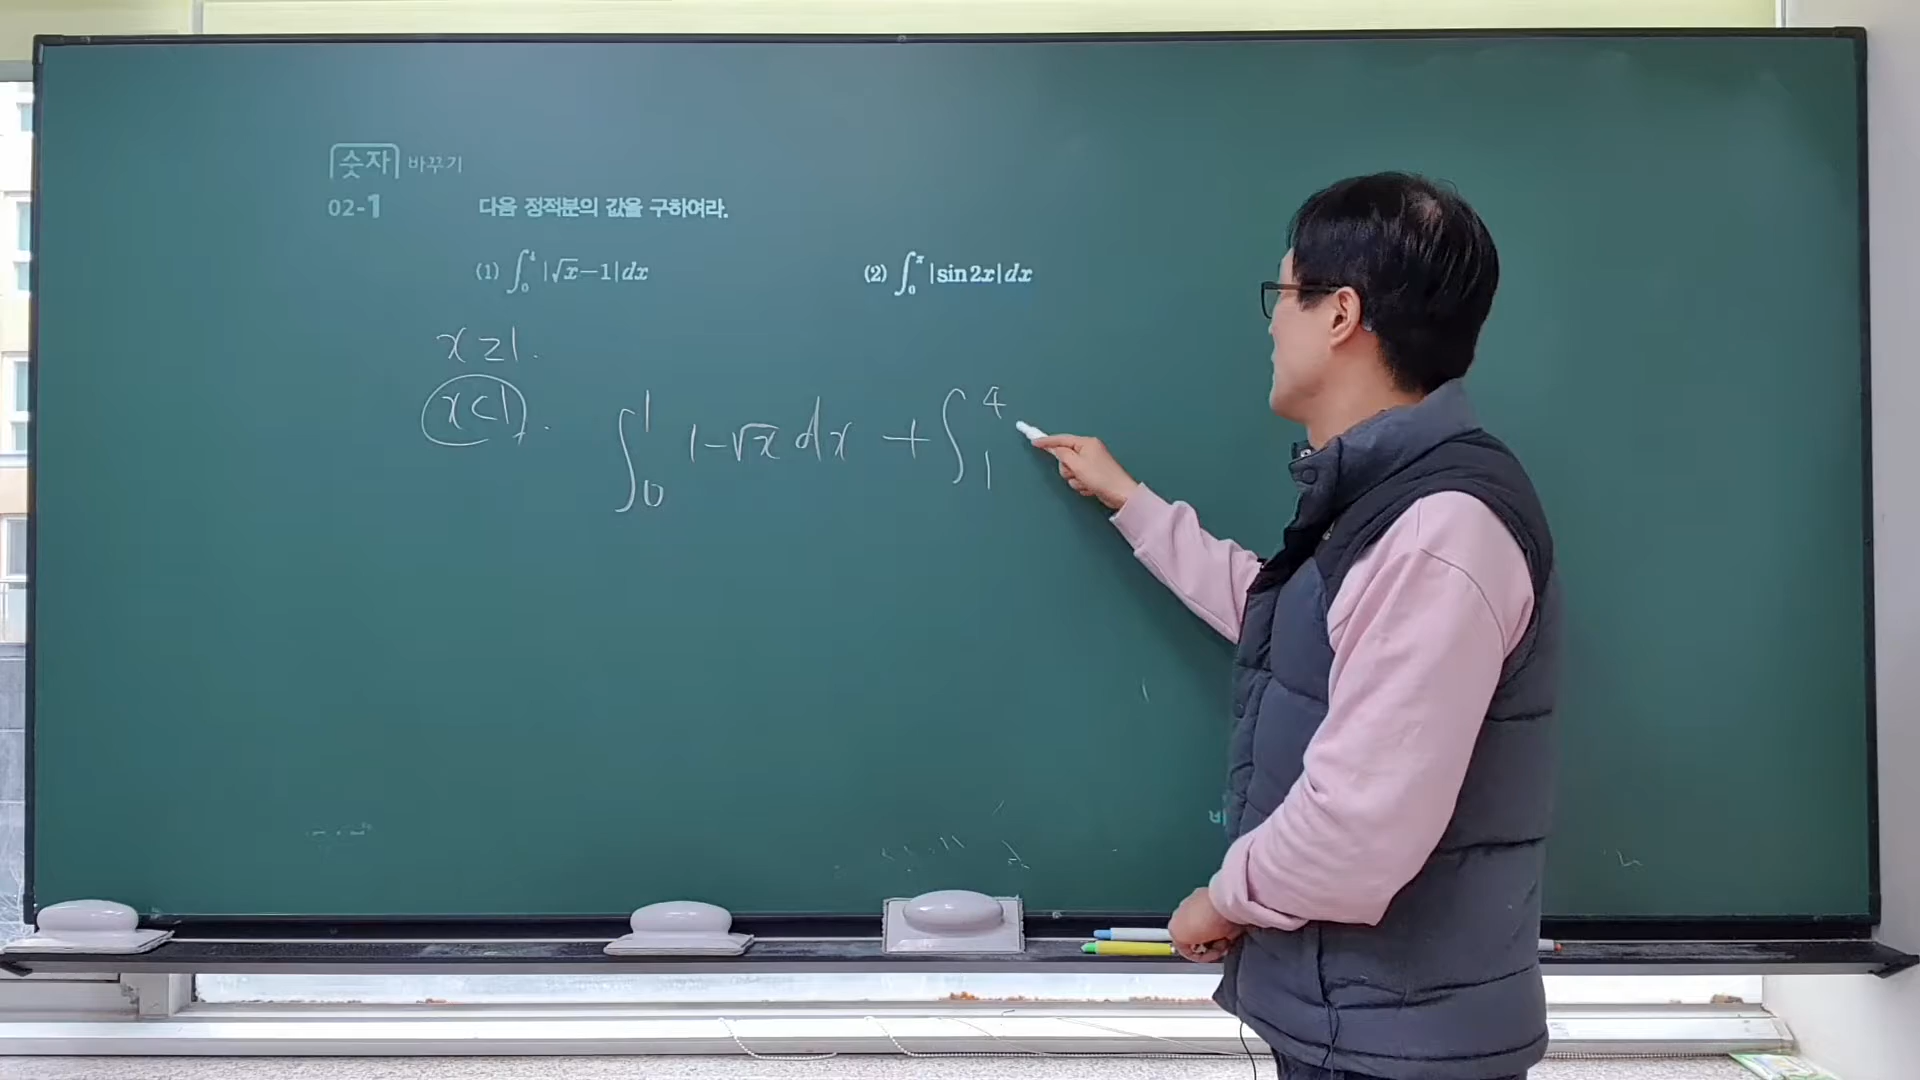 숫자 바꾸기
02-1 다음 정적분의 값을 구하여라.
(1) ∫₀⁴ |√x−1|dx (2) ∫₀^π |sin 2x|dx
x ≥ 1.
x < 1.
∫₀¹ 1−√x dx + ∫₁⁴